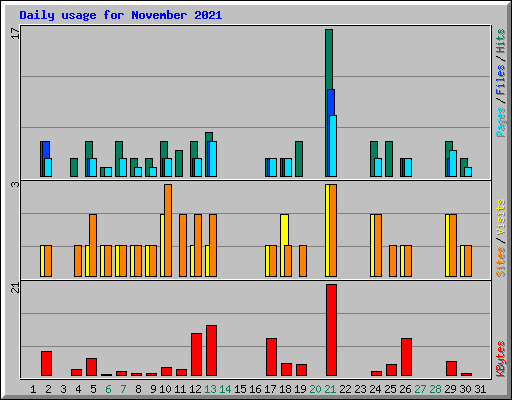 Daily usage for November 2021
17
Pages / Files / Hits
3
Sites / Visits
21
KBytes
1 2 3 4 5 6 7 8 9 10 11 12 13 14 15 16 17 18 19 20 21 22 23 24 25 26 27 28 29 30 31